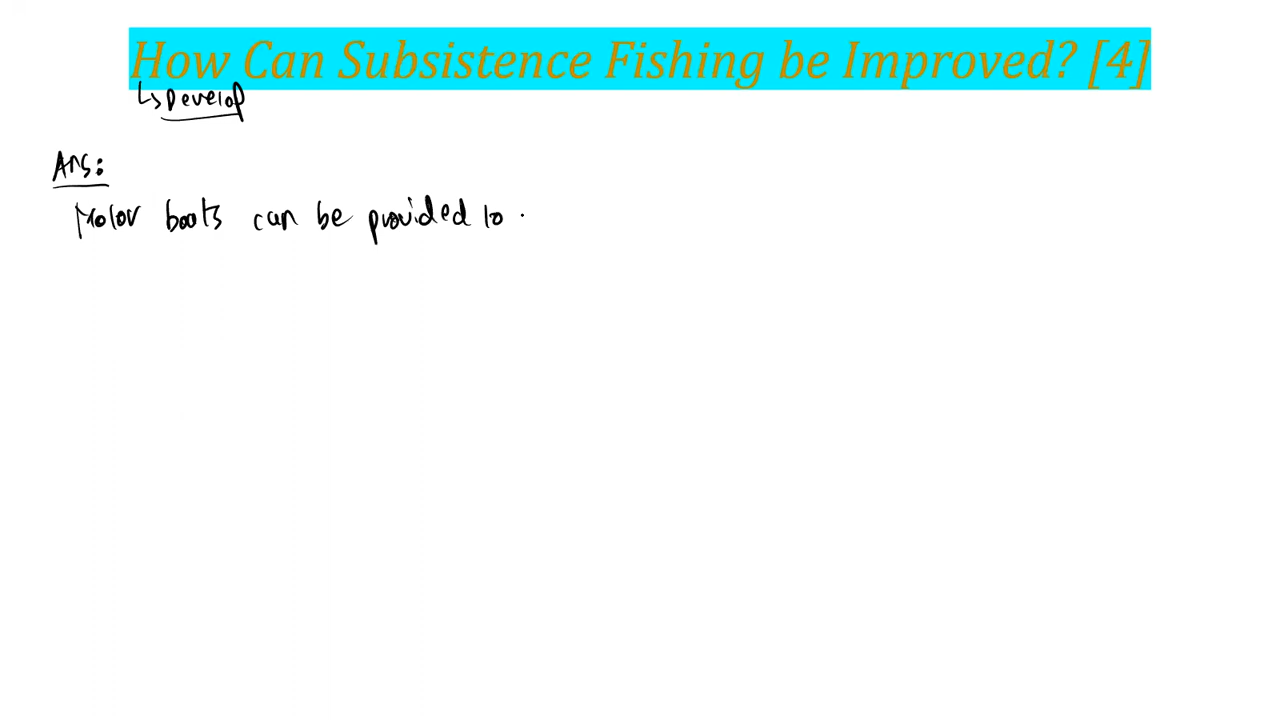 How Can Subsistence Fishing be Improved? [4]
↳ Develop
Ans:
Motor boats can be provided to